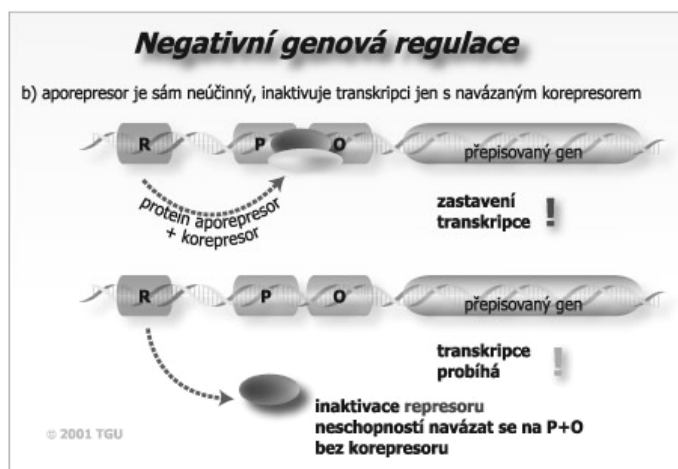 Negativní genová regulace
b) aporepresor je sám neúčinný, inaktivuje transkripci jen s navázaným korepresorem
R P O přepisovaný gen
protein aporepresor
+ korepresor
zastavení
transkripce !
R P O přepisovaný gen
transkripce
probíhá !
inaktivace represoru
neschopností navázat se na P+O
bez korepresoru
© 2001 TGU